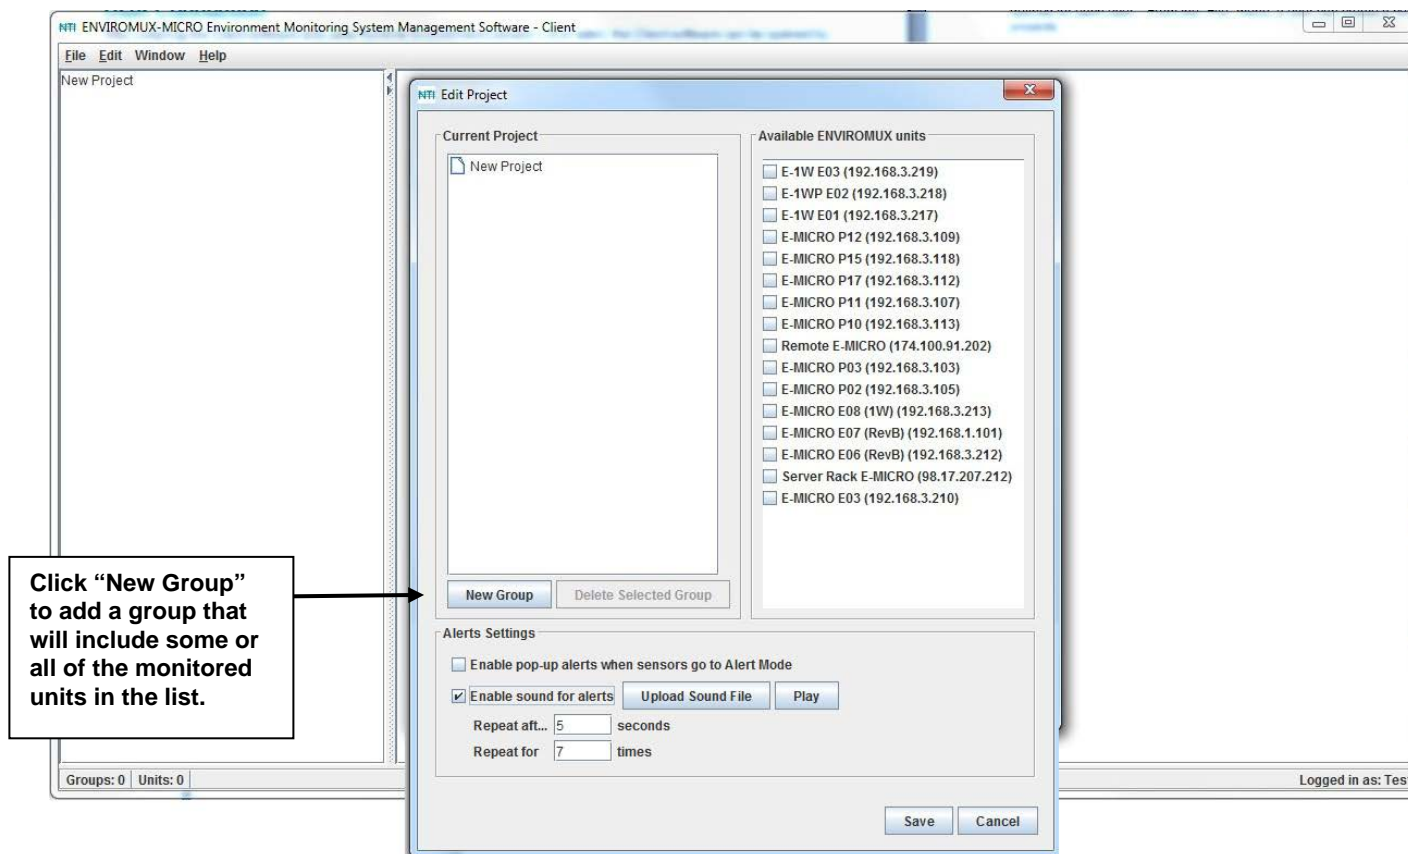 NTI ENVIROMUX-MICRO Environment Monitoring System Management Software - Client
File Edit Window Help
New Project
NTI Edit Project
Current Project
New Project
Available ENVIROMUX units
E-1W E03 (192.168.3.219)
E-1WP E02 (192.168.3.218)
E-1W E01 (192.168.3.217)
E-MICRO P12 (192.168.3.109)
E-MICRO P15 (192.168.3.118)
E-MICRO P17 (192.168.3.112)
E-MICRO P11 (192.168.3.107)
E-MICRO P10 (192.168.3.113)
Remote E-MICRO (174.100.91.202)
E-MICRO P03 (192.168.3.103)
E-MICRO P02 (192.168.3.105)
E-MICRO E08 (1W) (192.168.3.213)
E-MICRO E07 (RevB) (192.168.1.101)
E-MICRO E06 (RevB) (192.168.3.212)
Server Rack E-MICRO (98.17.207.212)
E-MICRO E03 (192.168.3.210)
New Group Delete Selected Group
Click “New Group”
to add a group that
will include some or
all of the monitored
units in the list.
Alerts Settings
Enable pop-up alerts when sensors go to Alert Mode
Enable sound for alerts Upload Sound File Play
Repeat aft... 5 seconds
Repeat for 7 times
Save Cancel
Groups: 0 Units: 0
Logged in as: Tes